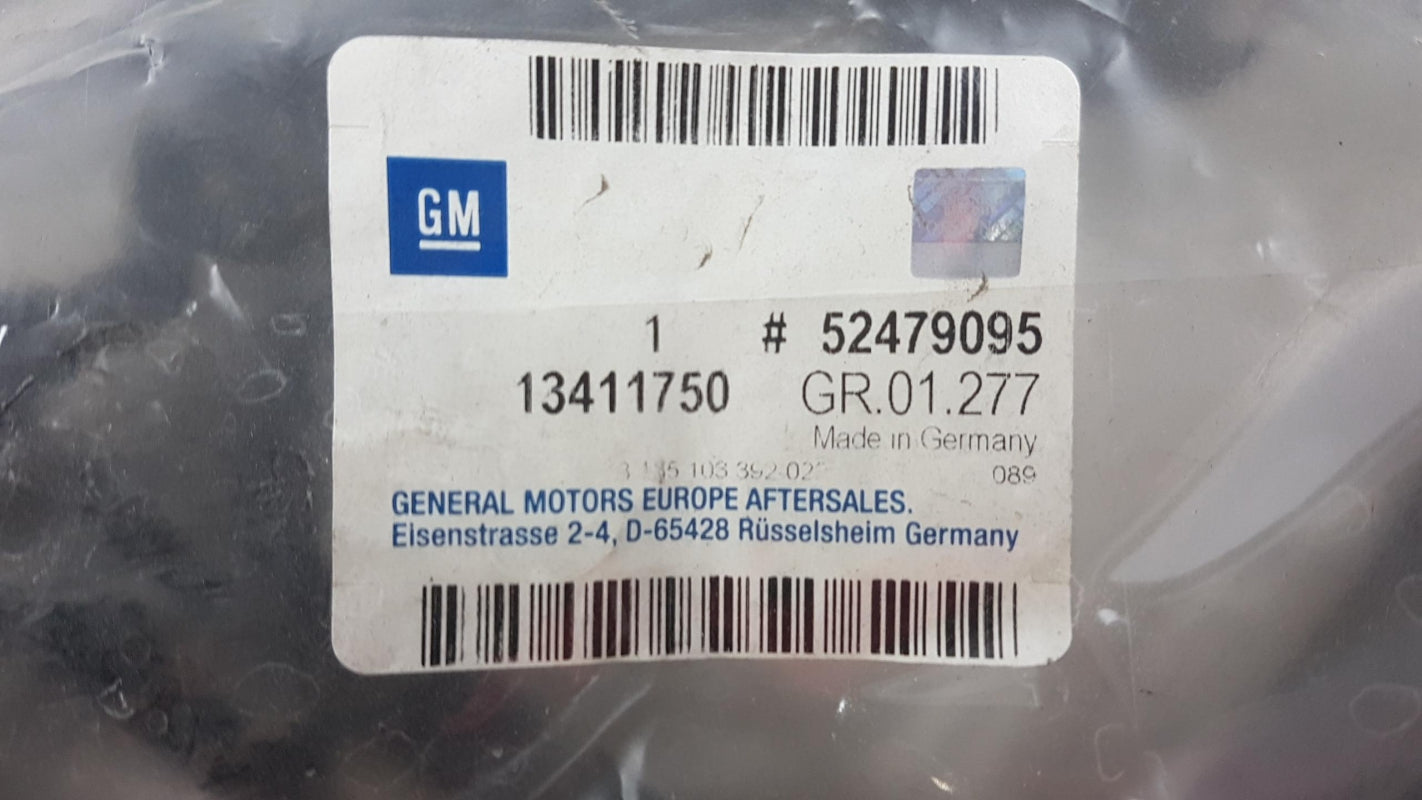 GM
1 # 52479095
13411750 GR.01.277
Made in Germany
103 089
GENERAL MOTORS EUROPE AFTERSALES.
Eisenstrasse 2-4, D-65428 Rüsselsheim Germany